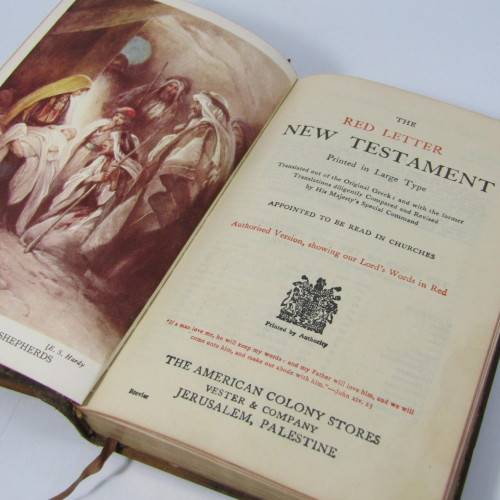 [E. S. Hardy
SHEPHERDS
THE
RED LETTER
NEW TESTAMENT
Printed in Large Type
Translated out of the Original Greek: and with the former
Translations diligently Compared and Revised
by His Majesty's Special Command
APPOINTED TO BE READ IN CHURCHES
Authorised Version, showing our Lord's Words in Red
Printed by Authority
"If a man love me, he will keep my words: and my Father will love him, and we will
come unto him, and make our abode with him."—John xiv. 23
THE AMERICAN COLONY STORES
VESTER & COMPANY
JERUSALEM, PALESTINE